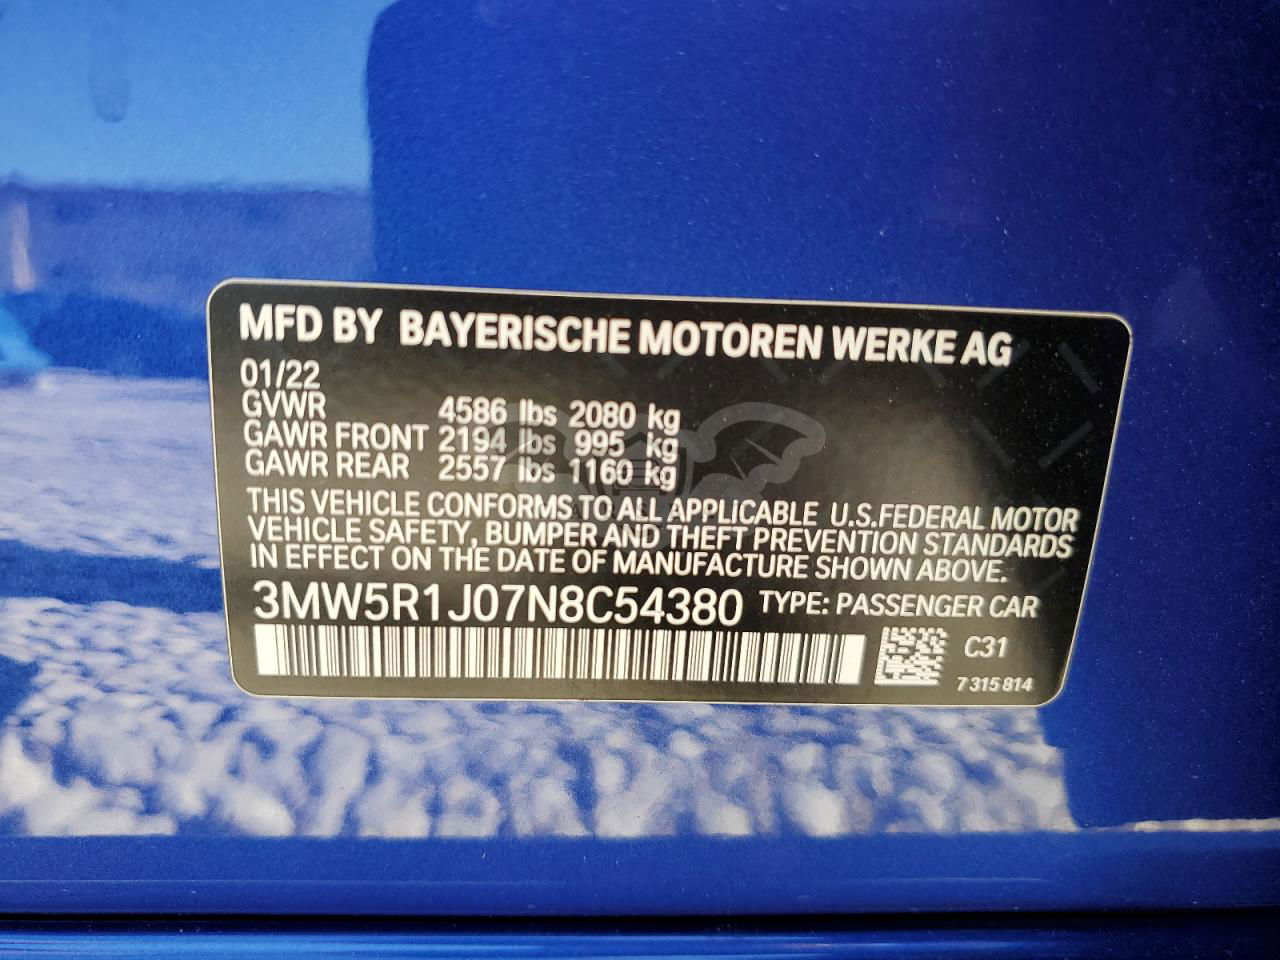 MFD BY BAYERISCHE MOTOREN WERKE AG
01/22
GVWR 4586 lbs 2080 kg
GAWR FRONT 2194 lbs 995 kg
GAWR REAR 2557 lbs 1160 kg
THIS VEHICLE CONFORMS TO ALL APPLICABLE U.S.FEDERAL MOTOR
VEHICLE SAFETY, BUMPER AND THEFT PREVENTION STANDARDS
IN EFFECT ON THE DATE OF MANUFACTURE SHOWN ABOVE.
3MW5R1J07N8C54380 TYPE: PASSENGER CAR
C31
7 315 814